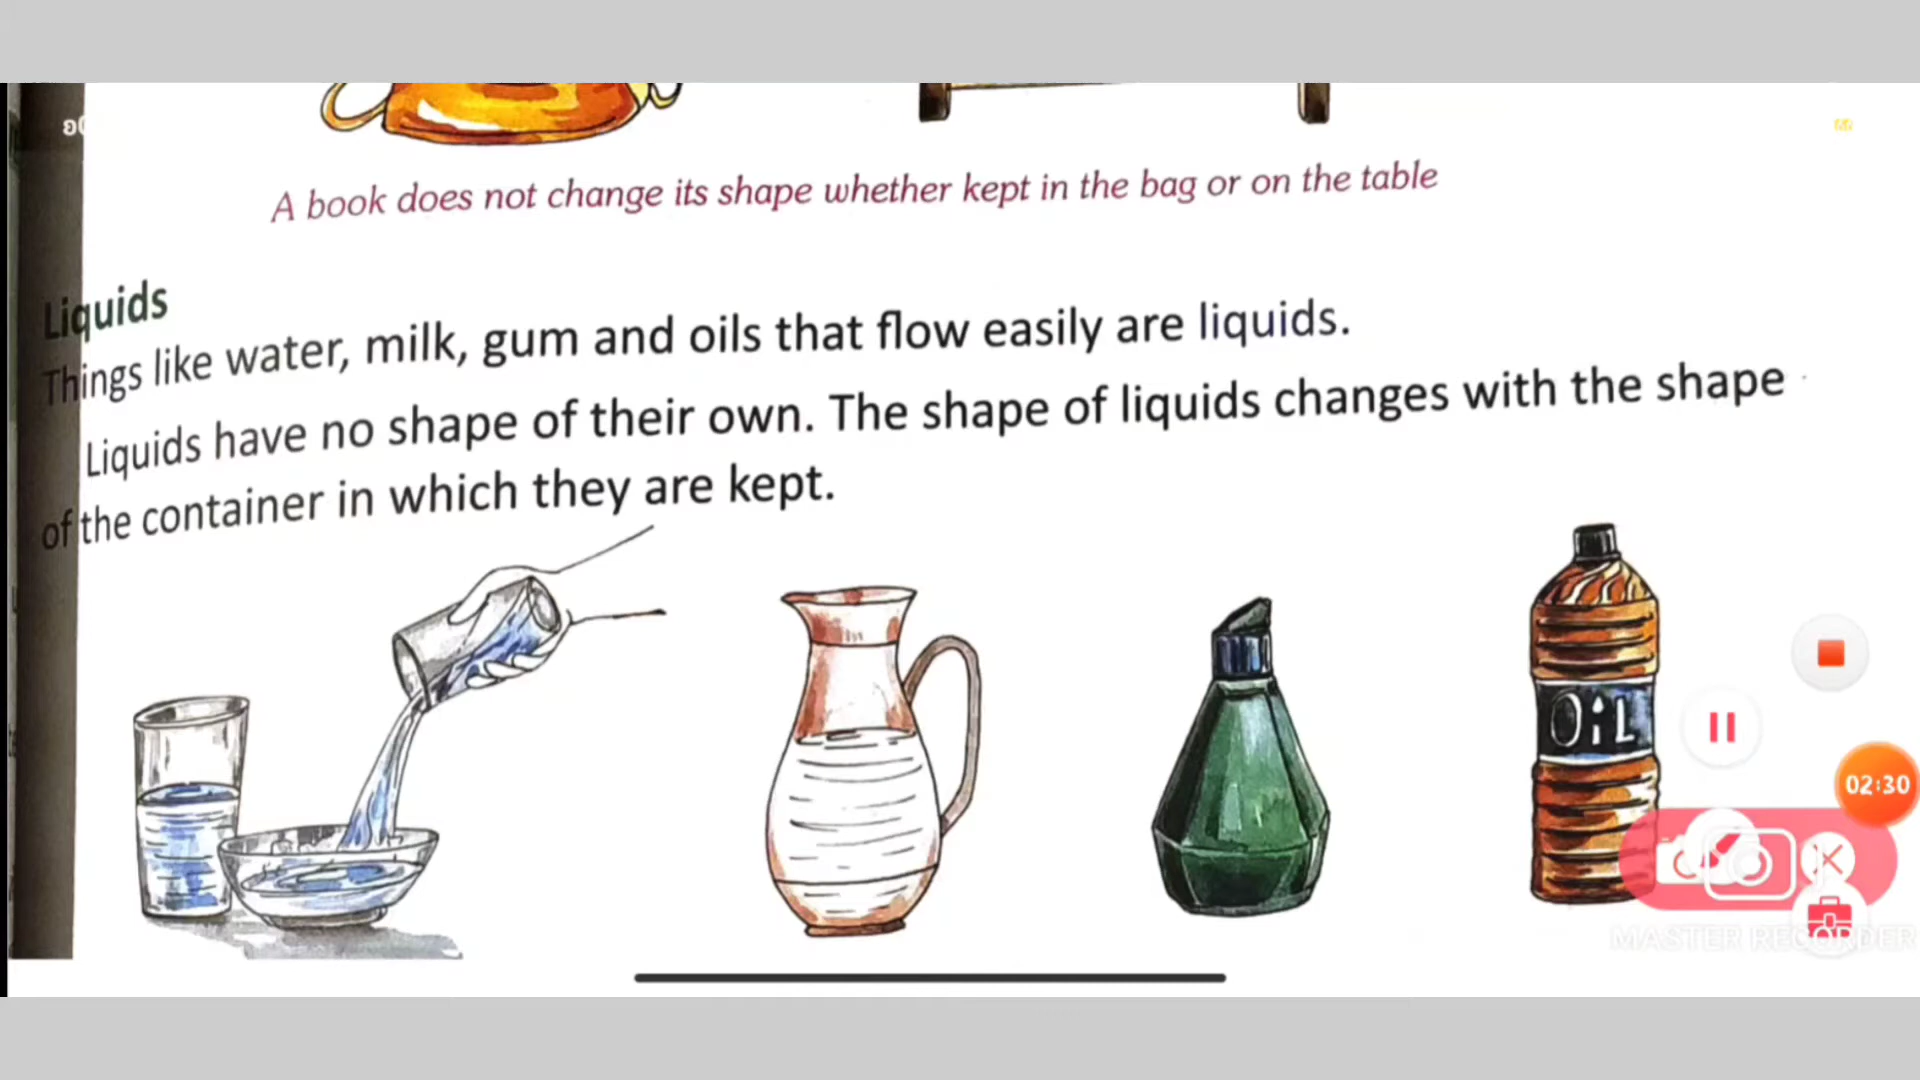 A book does not change its shape whether kept in the bag or on the table
Liquids
Things like water, milk, gum and oils that flow easily are liquids.
Liquids have no shape of their own. The shape of liquids changes with the shape
of the container in which they are kept.
OiL
02:30
MASTER RECORDER